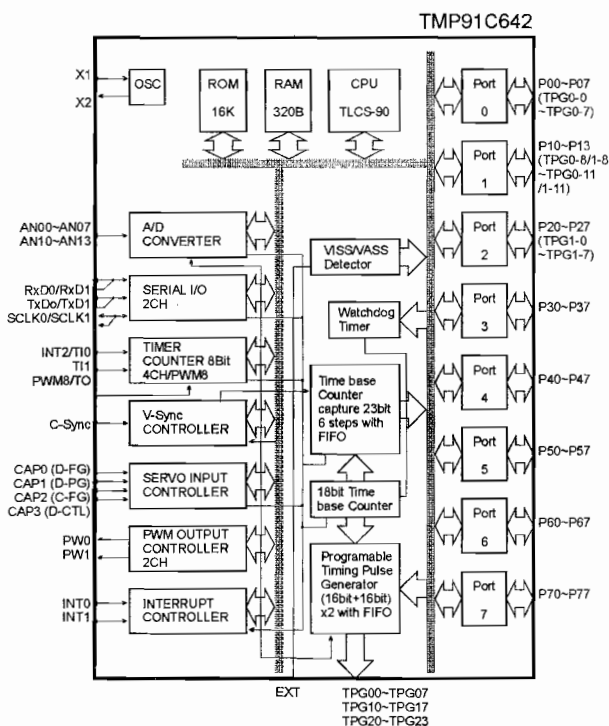 TMP91C642
X1
X2
OSC
ROM
16K
RAM
320B
CPU
TLCS-90
Port
0
P00~P07
(TPG0-0
~TPG0-7)
Port
1
P10~P13
(TPG0-8/1-8
~TPG0-11
/1-11)
AN00~AN07
AN10~AN13
A/D
CONVERTER
VISS/VASS
Detector
Port
2
P20~P27
(TPG1-0
~TPG1-7)
RxD0/RxD1
TxDo/TxD1
SCLK0/SCLK1
SERIAL I/O
2CH
Watchdog
Timer
Port
3
P30~P37
INT2/TI0
TI1
PWM8/TO
TIMER
COUNTER 8Bit
4CH/PWM8
Time base
Counter
capture 23bit
6 steps with
FIFO
Port
4
P40~P47
C-Sync
V-Sync
CONTROLLER
Port
5
P50~P57
CAP0 (D-FG)
CAP1 (D-PG)
CAP2 (C-FG)
CAP3 (D-CTL)
SERVO INPUT
CONTROLLER
18bit Time
base Counter
Port
6
P60~P67
PW0
PW1
PWM OUTPUT
CONTROLLER
2CH
Programable
Timing Pulse
Generator
(16bit+16bit)
x2 with FIFO
Port
7
P70~P77
INT0
INT1
INTERRUPT
CONTROLLER
EXT
TPG00~TPG07
TPG10~TPG17
TPG20~TPG23